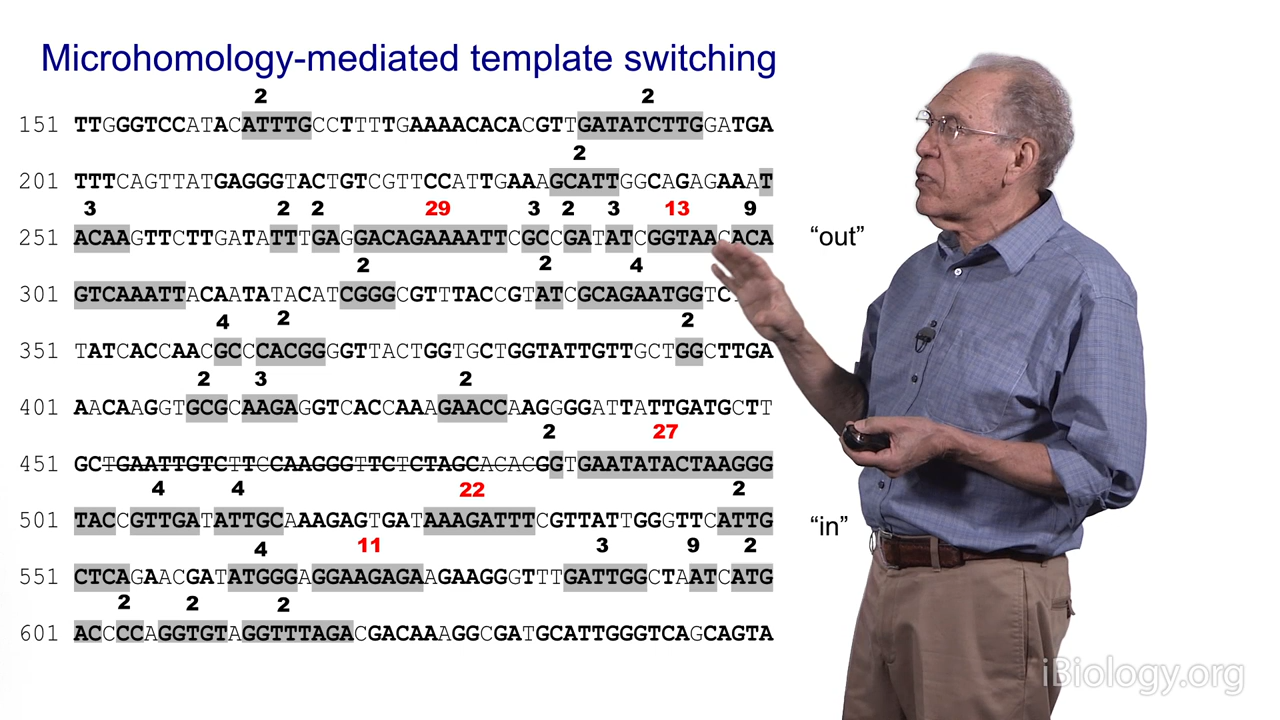 Microhomology-mediated template switching
2 2
151 TTGGGTCCATACATTTGCCTTTTGAAAACACACGTTGATATCTTGGATGA
2
201 TTTCAGTTATGAGGGTACTGTCGTTCCATTGAAAGCATTGGCAGAGAAAT
3 2 2 29 3 2 3 13 9
251 ACAAGTTCTTGATATTTGAGGACAGAAAATTCGCCGATATCGGTAACACA “out”
2 2 4
301 GTCAAATTACAATATACATCGGGCGTTTACCGTATCGCAGAATGGTC
4 2 2
351 TATCACCAACGCCCACGGGGTTACTGGTGCTGGTATTGTTGCTGGCTTGA
2 3 2
401 AACAAGGTGCGCAAGAGGTCACCAAAGAACCAAGGGGATTATTGATGCTT
2 27
451 GCTGAATTGTCTTCCAAGGGTTCTCTAGCACACGGTGAATATACTAAGGG
4 4 22 2
501 TACCGTTGATATTGCAAAGAGTGATAAAGATTTCGTTATTGGGTTCATTG “in”
4 11 3 9 2
551 CTCAGAACGATATGGGAGGAAGAGAAGAAGGGTTTGATTGGCTAATCATG
2 2 2
601 ACCCCAGGTGTAGGTTTAGACGACAAAGGCGATGCATTGGGTCAGCAGTA
iBiology.org